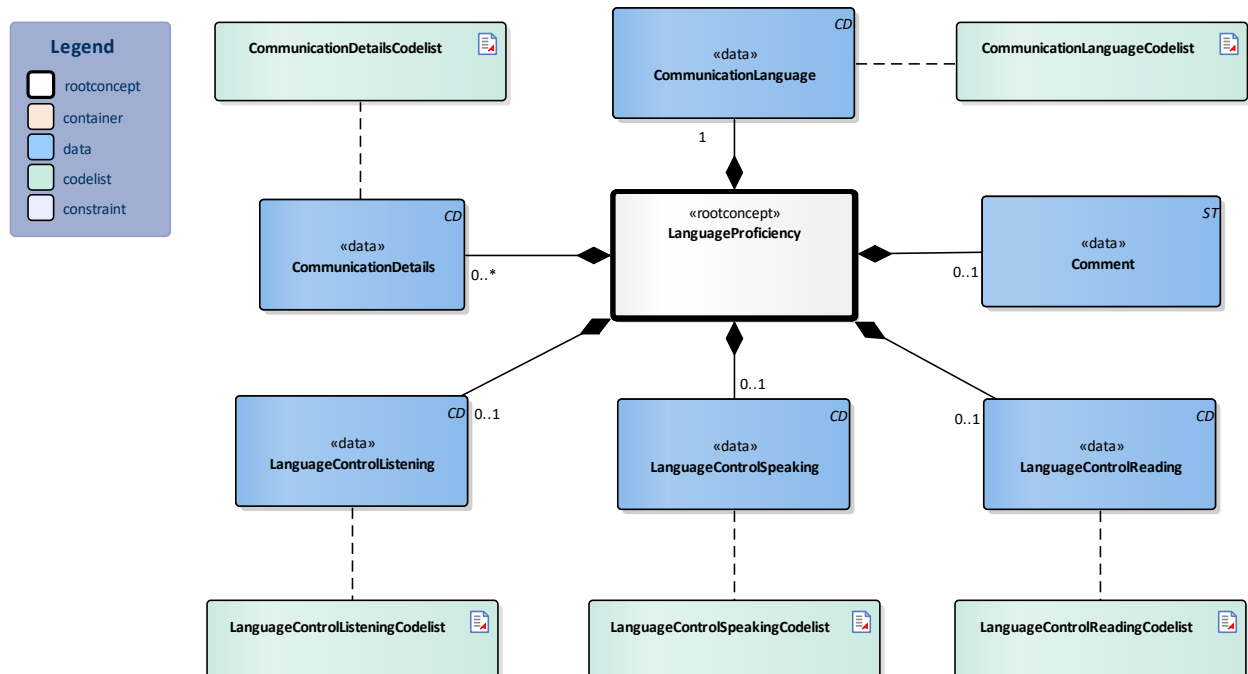 Legend
rootconcept
container
data
codelist
constraint
CommunicationDetailsCodelist
CD
«data»
CommunicationLanguage
CommunicationLanguageCodelist
1
CD
«data»
CommunicationDetails
0..*
«rootconcept»
LanguageProficiency
ST
«data»
Comment
0..1
CD
«data»
LanguageControlListening
0..1
CD
«data»
LanguageControlSpeaking
0..1
CD
«data»
LanguageControlReading
0..1
LanguageControlListeningCodelist
LanguageControlSpeakingCodelist
LanguageControlReadingCodelist